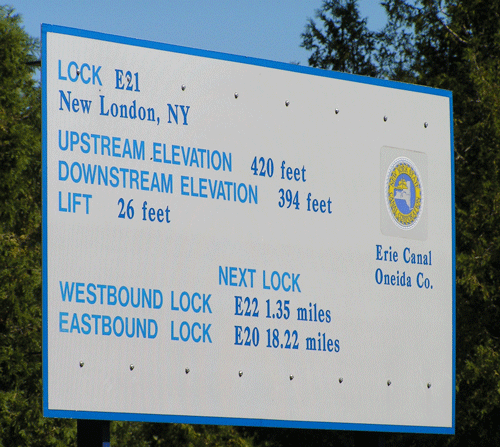 LOCK E21
New London, NY
UPSTREAM ELEVATION 420 feet
DOWNSTREAM ELEVATION 394 feet
LIFT 26 feet
Erie Canal
Oneida Co.
NEXT LOCK
WESTBOUND LOCK E22 1.35 miles
EASTBOUND LOCK E20 18.22 miles